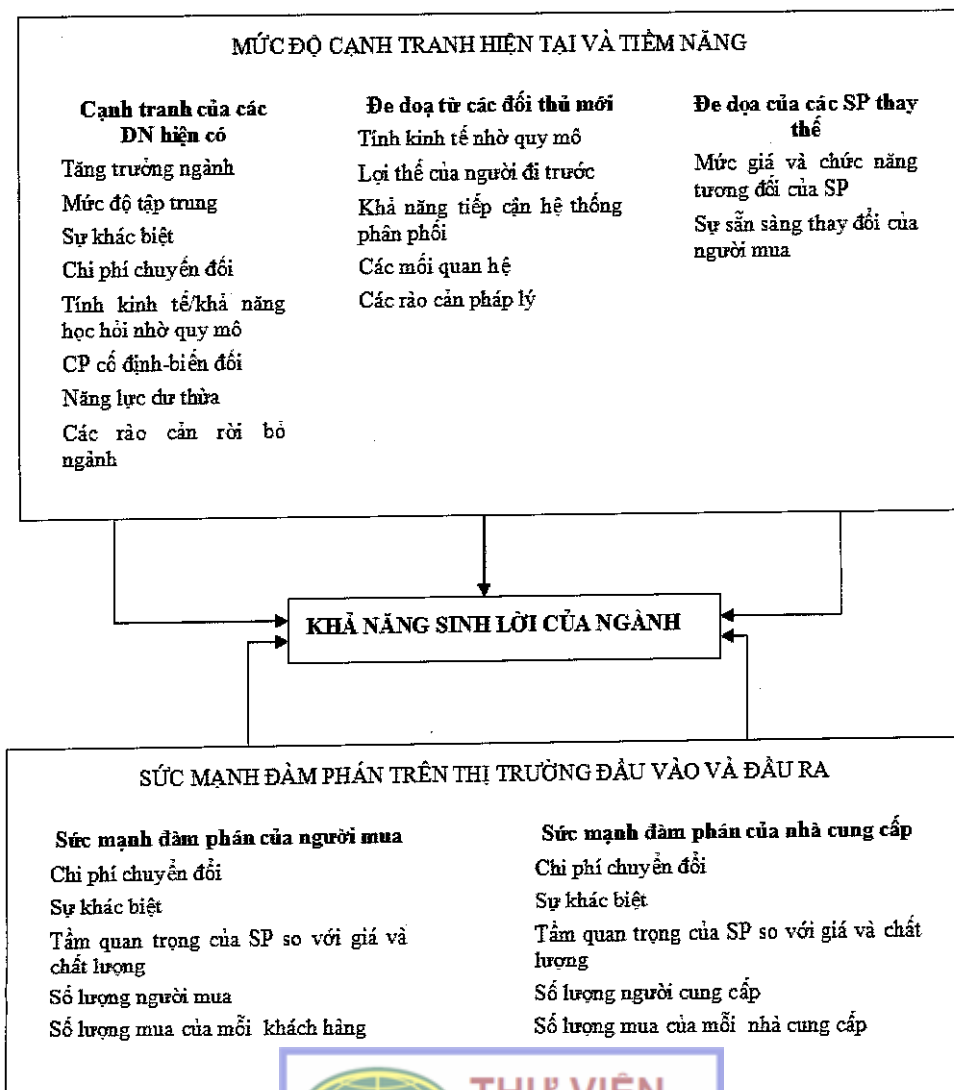 MỨC ĐỘ CẠNH TRANH HIỆN TẠI VÀ TIỀM NĂNG
Cạnh tranh của các
DN hiện có
Tăng trưởng ngành
Mức độ tập trung
Sự khác biệt
Chi phí chuyển đổi
Tính kinh tế/khả năng
học hỏi nhờ quy mô
CP cố định-biến đổi
Năng lực dư thừa
Các rào cản rời bỏ
ngành
Đe doạ từ các đối thủ mới
Tính kinh tế nhờ quy mô
Lợi thế của người đi trước
Khả năng tiếp cận hệ thống
phân phối
Các mối quan hệ
Các rào cản pháp lý
Đe dọa của các SP thay
thế
Mức giá và chức năng
tương đối của SP
Sự sẵn sàng thay đổi của
người mua
KHẢ NĂNG SINH LỜI CỦA NGÀNH
SỨC MẠNH ĐÀM PHÁN TRÊN THỊ TRƯỜNG ĐẦU VÀO VÀ ĐẦU RA
Sức mạnh đàm phán của người mua
Chi phí chuyển đổi
Sự khác biệt
Tầm quan trọng của SP so với giá và
chất lượng
Số lượng người mua
Số lượng mua của mỗi khách hàng
Sức mạnh đàm phán của nhà cung cấp
Chi phí chuyển đổi
Sự khác biệt
Tầm quan trọng của SP so với giá và chất
lượng
Số lượng người cung cấp
Số lượng mua của mỗi nhà cung cấp
THƯ VIỆN